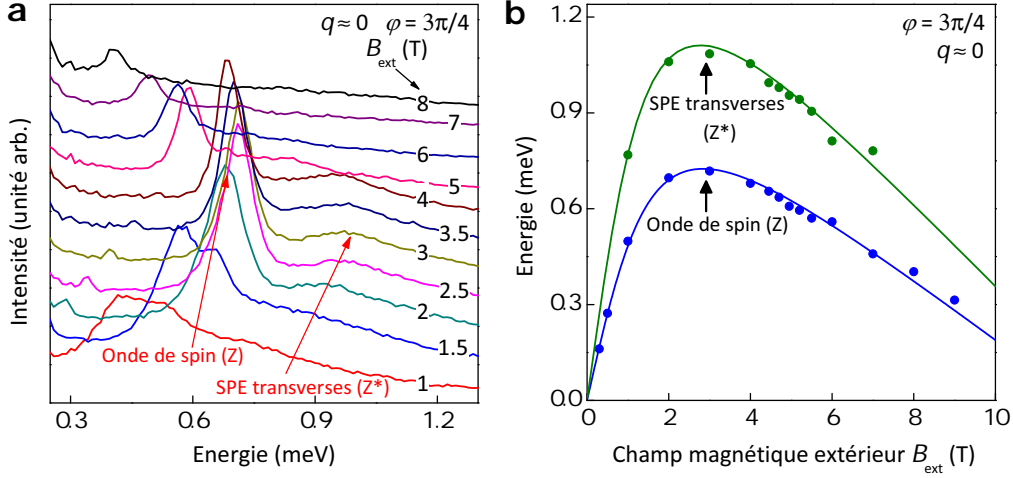 a
q ≈ 0 φ = 3π/4
B_ext (T)
8
7
6
5
4
3.5
3
2.5
2
1.5
1
Onde de spin (Z)
SPE transverses (Z*)
Intensité (unité arb.)
0.3 0.6 0.9 1.2
Energie (meV)
b
φ = 3π/4
q ≈ 0
1.2
0.9
0.6
0.3
0.0
SPE transverses
(Z*)
Onde de spin (Z)
Energie (meV)
0 2 4 6 8 10
Champ magnétique extérieur B_ext (T)